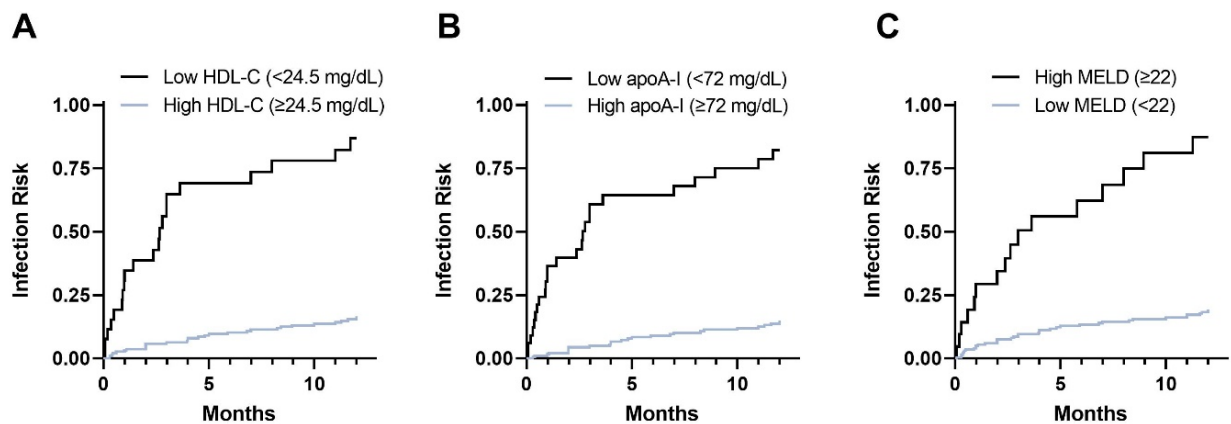 A
Low HDL-C (<24.5 mg/dL)
High HDL-C (≥24.5 mg/dL)
1.00
0.75
0.50
0.25
0.00
Infection Risk
0
5
10
Months
B
Low apoA-I (<72 mg/dL)
High apoA-I (≥72 mg/dL)
1.00
0.75
0.50
0.25
0.00
Infection Risk
0
5
10
Months
C
High MELD (≥22)
Low MELD (<22)
1.00
0.75
0.50
0.25
0.00
Infection Risk
0
5
10
Months